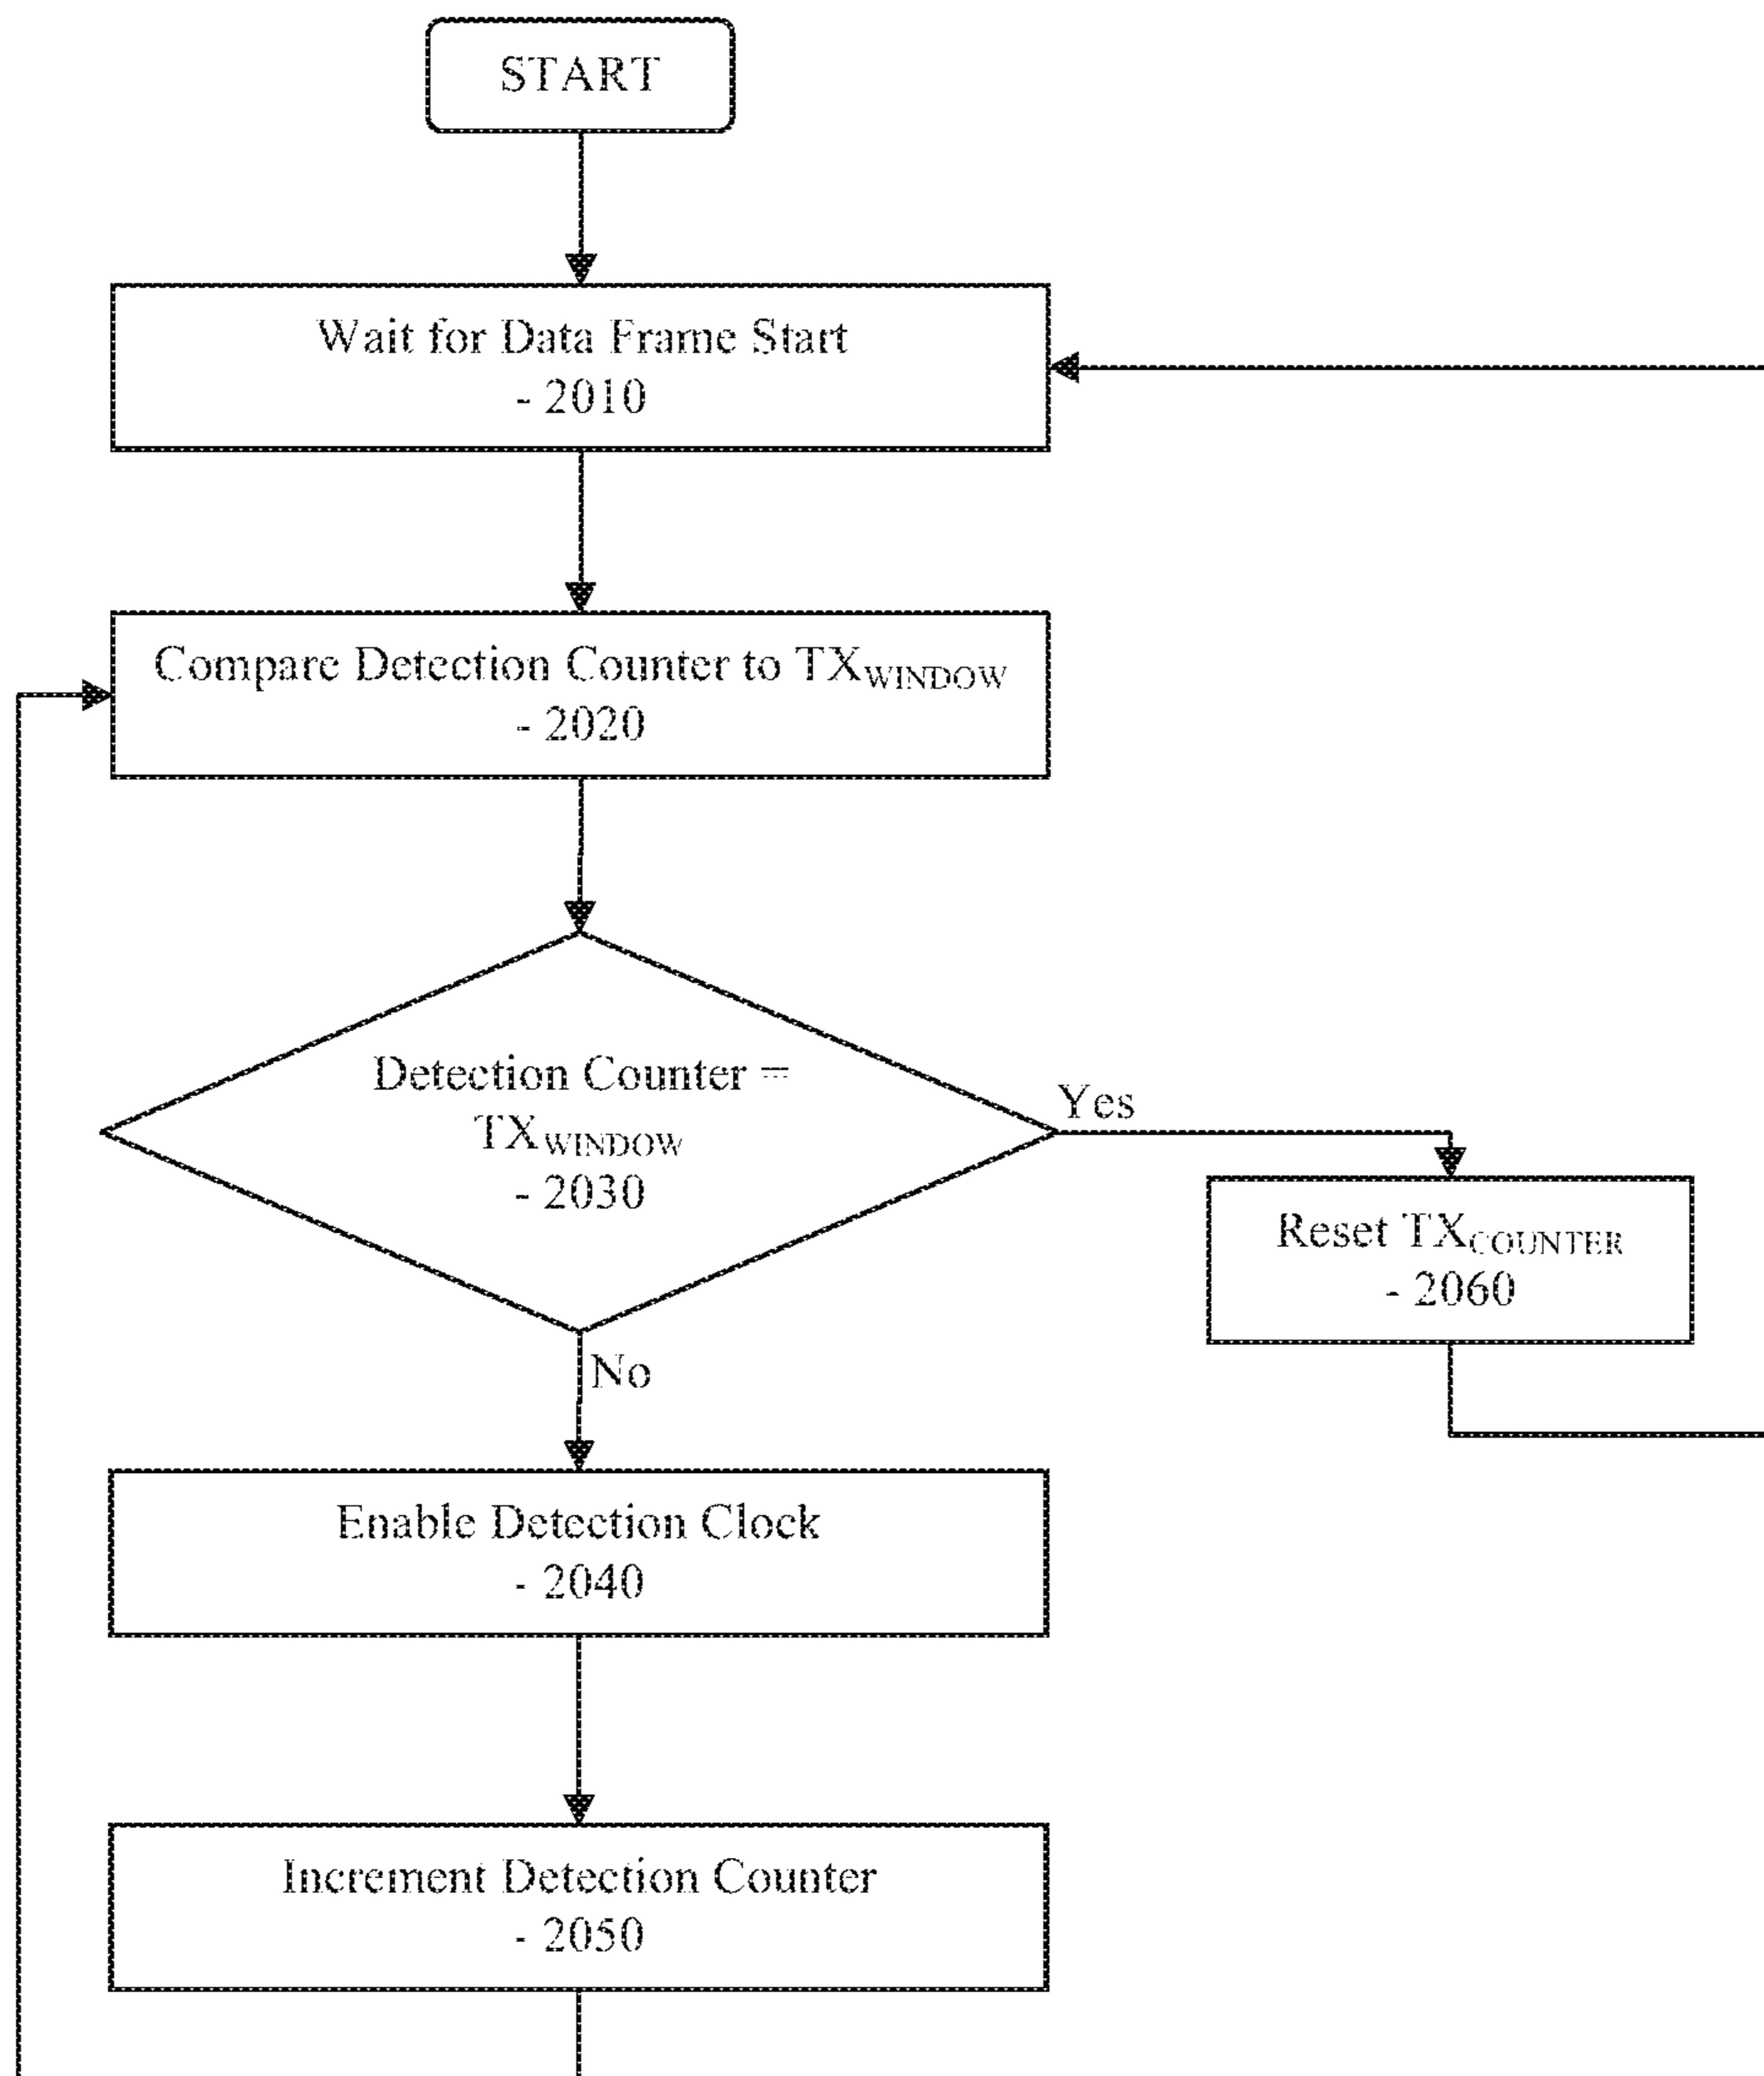 START
Wait for Data Frame Start
- 2010
Compare Detection Counter to TXWINDOW
- 2020
Detection Counter =
TXWINDOW
- 2030
Yes
Reset TXCOUNTER
- 2060
No
Enable Detection Clock
- 2040
Increment Detection Counter
- 2050